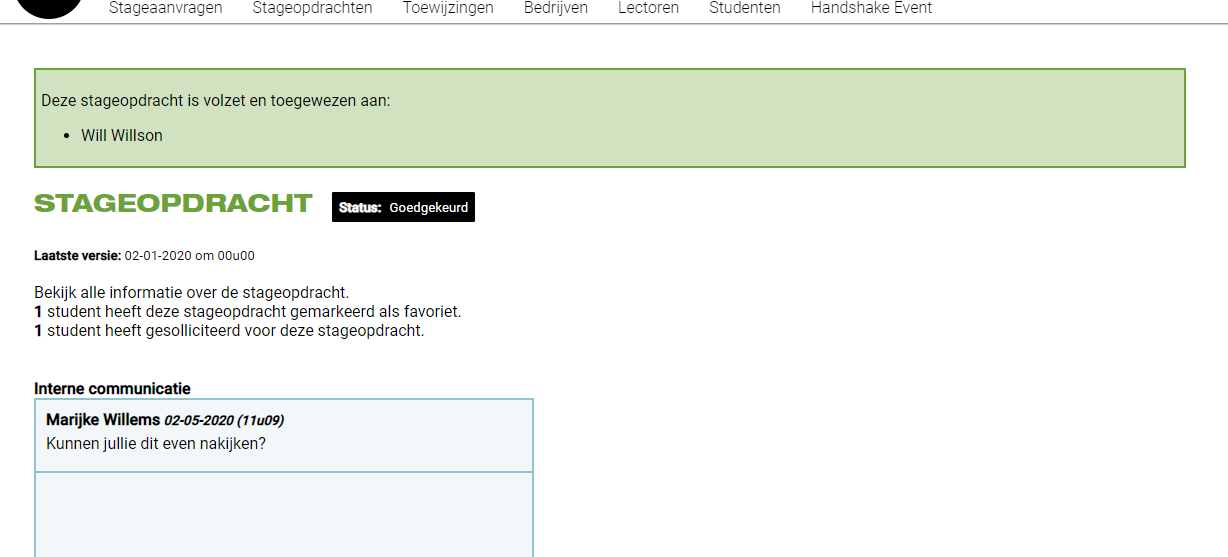 Stageaanvragen Stageopdrachten Toewijzingen Bedrijven Lectoren Studenten Handshake Event
Deze stageopdracht is volzet en toegewezen aan:
• Will Willson
STAGEOPDRACHT Status: Goedgekeurd
Laatste versie: 02-01-2020 om 00u00
Bekijk alle informatie over de stageopdracht.
1 student heeft deze stageopdracht gemarkeerd als favoriet.
1 student heeft gesolliciteerd voor deze stageopdracht.
Interne communicatie
Marijke Willems 02-05-2020 (11u09)
Kunnen jullie dit even nakijken?